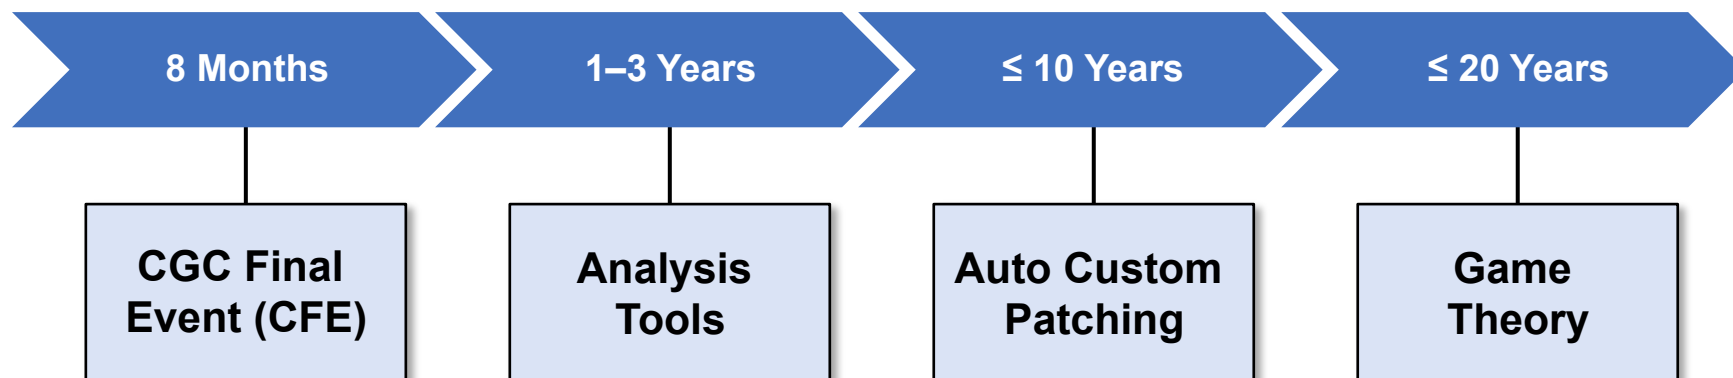 8 Months
1–3 Years
≤ 10 Years
≤ 20 Years
CGC Final
Event (CFE)
Analysis
Tools
Auto Custom
Patching
Game
Theory